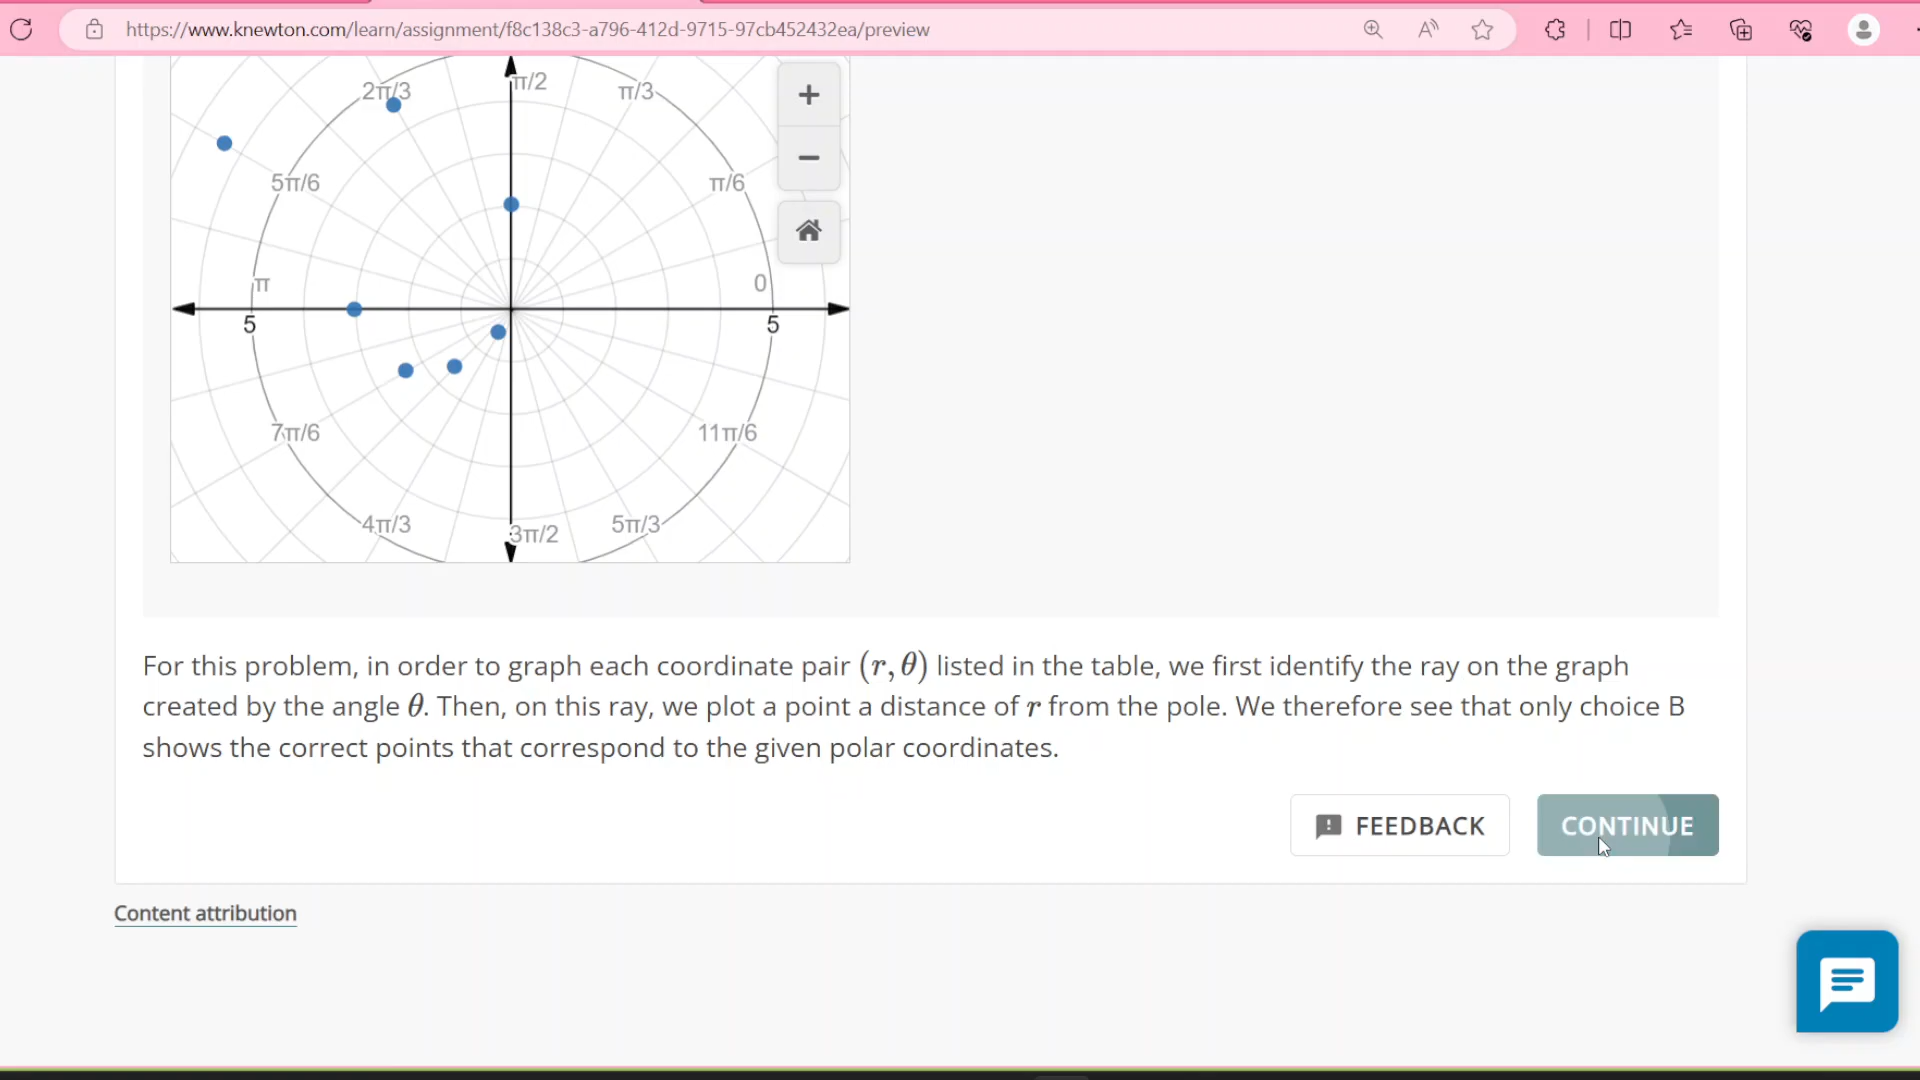 https://www.knewton.com/learn/assignment/f8c138c3-a796-412d-9715-97cb452432ea/preview
2π/3
π/2
π/3
+
5π/6
π/6
−
π
0
5
5
7π/6
11π/6
4π/3
3π/2
5π/3
For this problem, in order to graph each coordinate pair (r, θ) listed in the table, we first identify the ray on the graph
created by the angle θ. Then, on this ray, we plot a point a distance of r from the pole. We therefore see that only choice B
shows the correct points that correspond to the given polar coordinates.
FEEDBACK
CONTINUE
Content attribution